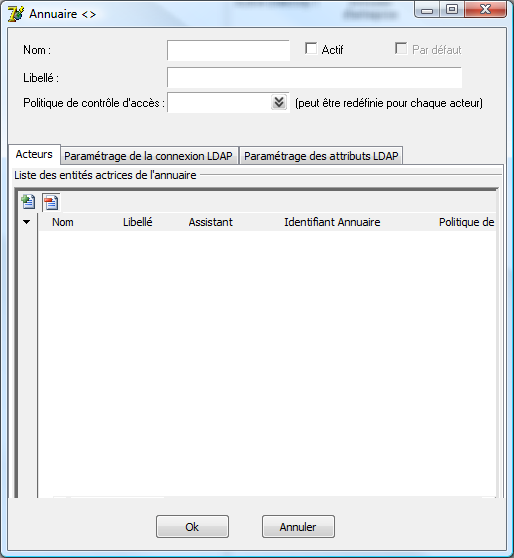 Annuaire <>
Nom :
Actif
Par défaut
Libellé :
Politique de contrôle d'accès :
(peut être redéfinie pour chaque acteur)
Acteurs
Paramétrage de la connexion LDAP
Paramétrage des attributs LDAP
Liste des entités actrices de l'annuaire
Nom Libellé Assistant Identifiant Annuaire Politique de
Ok
Annuler